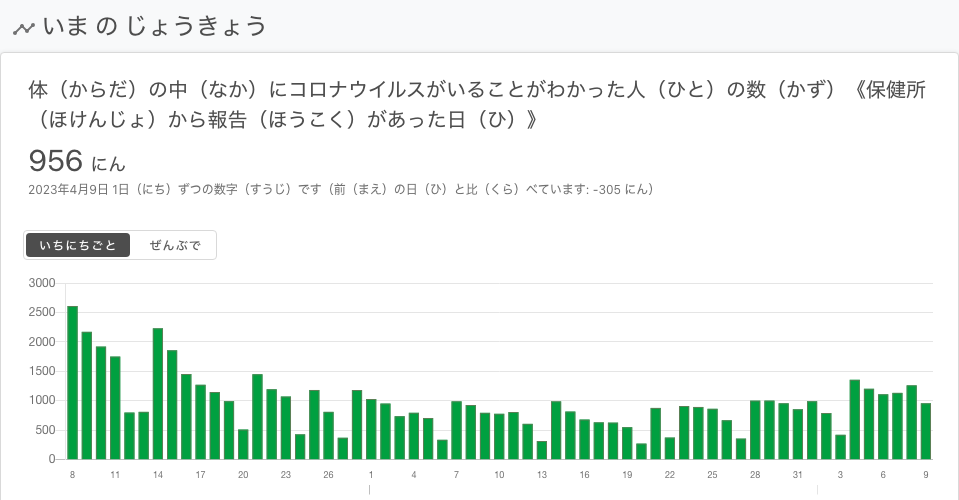 いま の じょうきょう
体（からだ）の中（なか）にコロナウイルスがいることがわかった人（ひと）の数（かず）《保健所
（ほけんじょ）から報告（ほうこく）があった日（ひ）》
956 にん
2023年4月9日 1日（にち）ずつの数字（すうじ）です（前（まえ）の日（ひ）と比（くら）べています: -305 にん）
いちにちごと ぜんぶで
3000
2500
2000
1500
1000
500
0
8 11 14 17 20 23 26 1 4 7 10 13 16 19 22 25 28 31 3 6 9